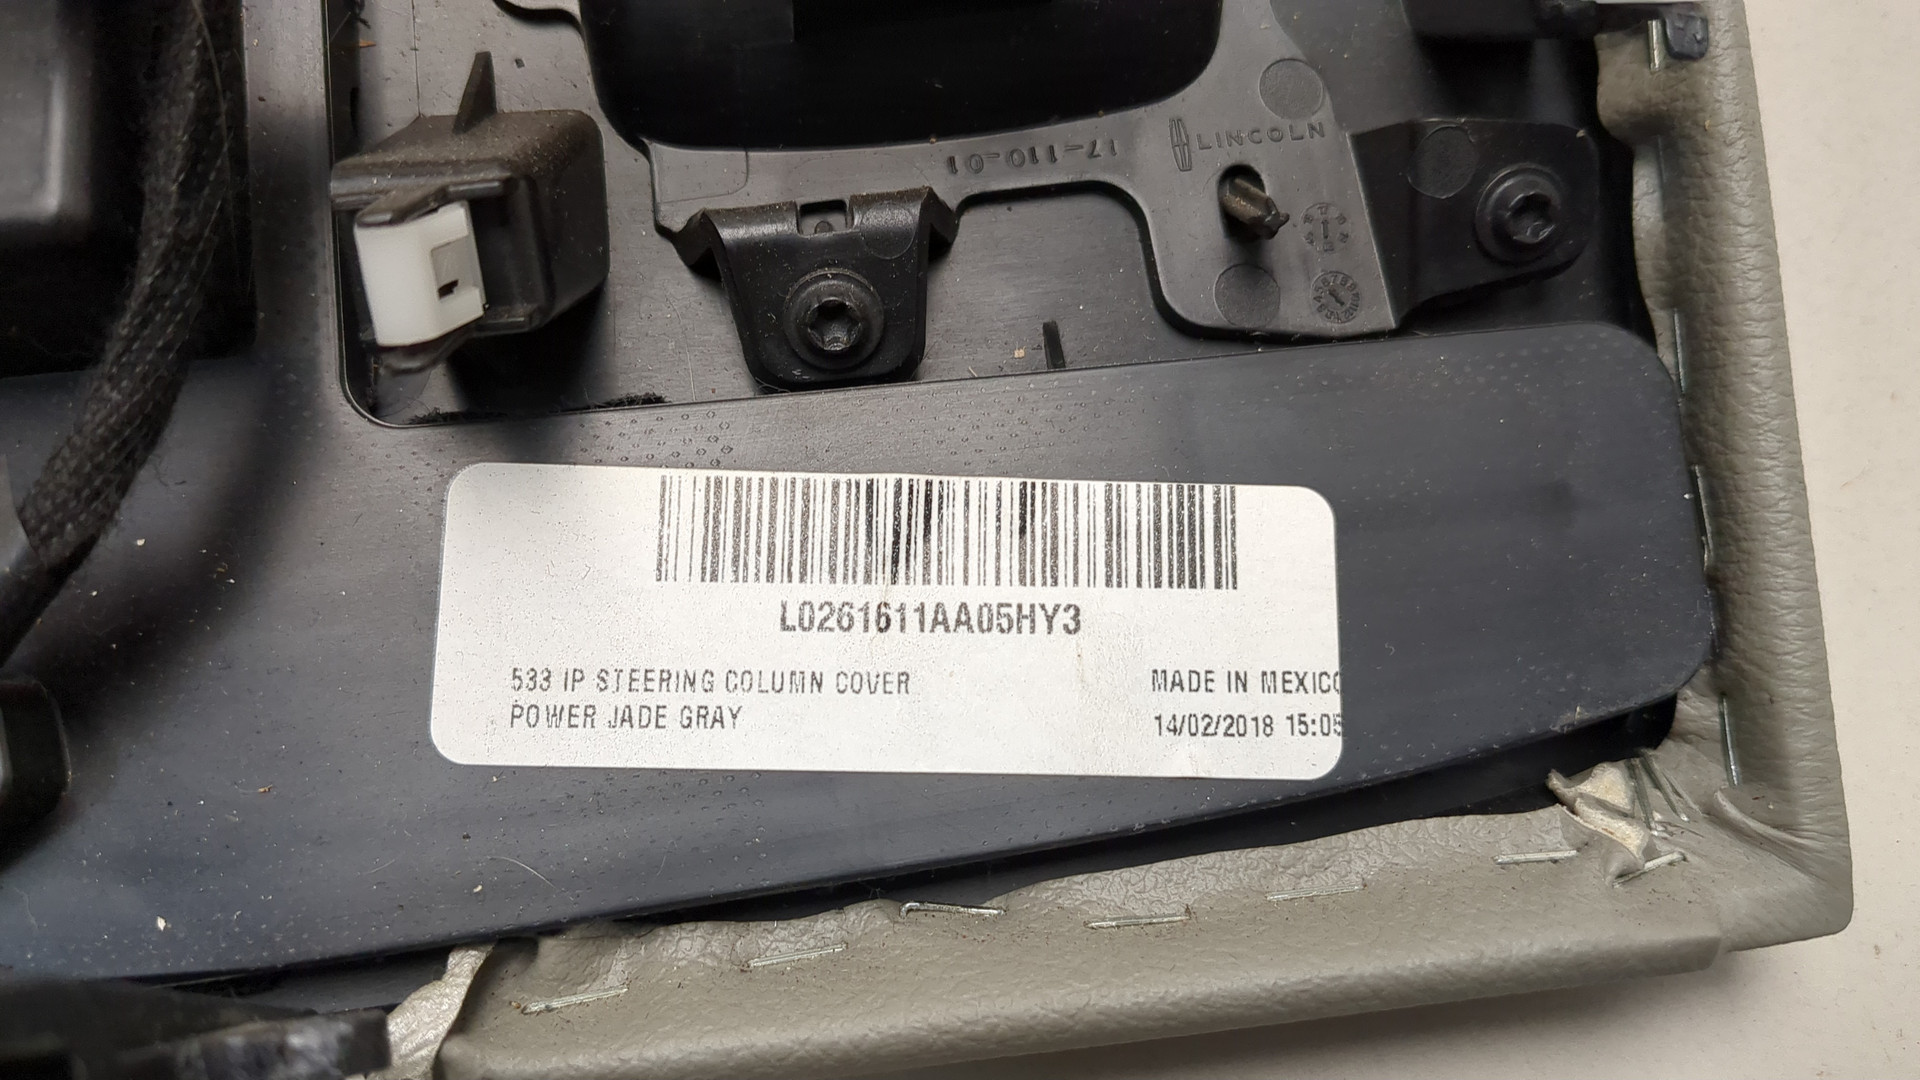 LINCOLN
17-110-01
L0261611AA05HY3
533 IP STEERING COLUMN COVER
POWER JADE GRAY
MADE IN MEXICO
14/02/2018 15:05